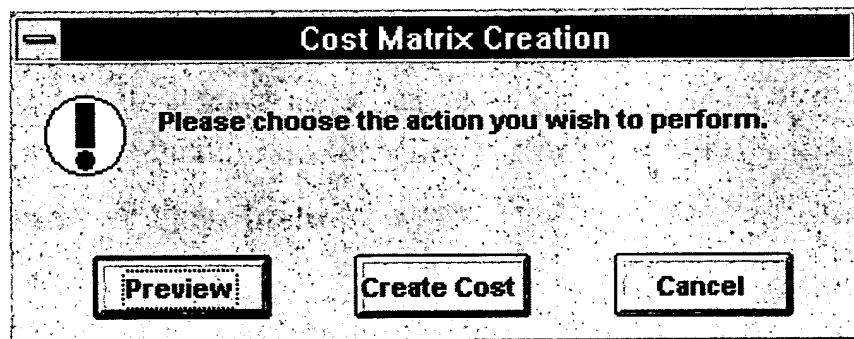 Cost Matrix Creation
Please choose the action you wish to perform.
Preview
Create Cost
Cancel